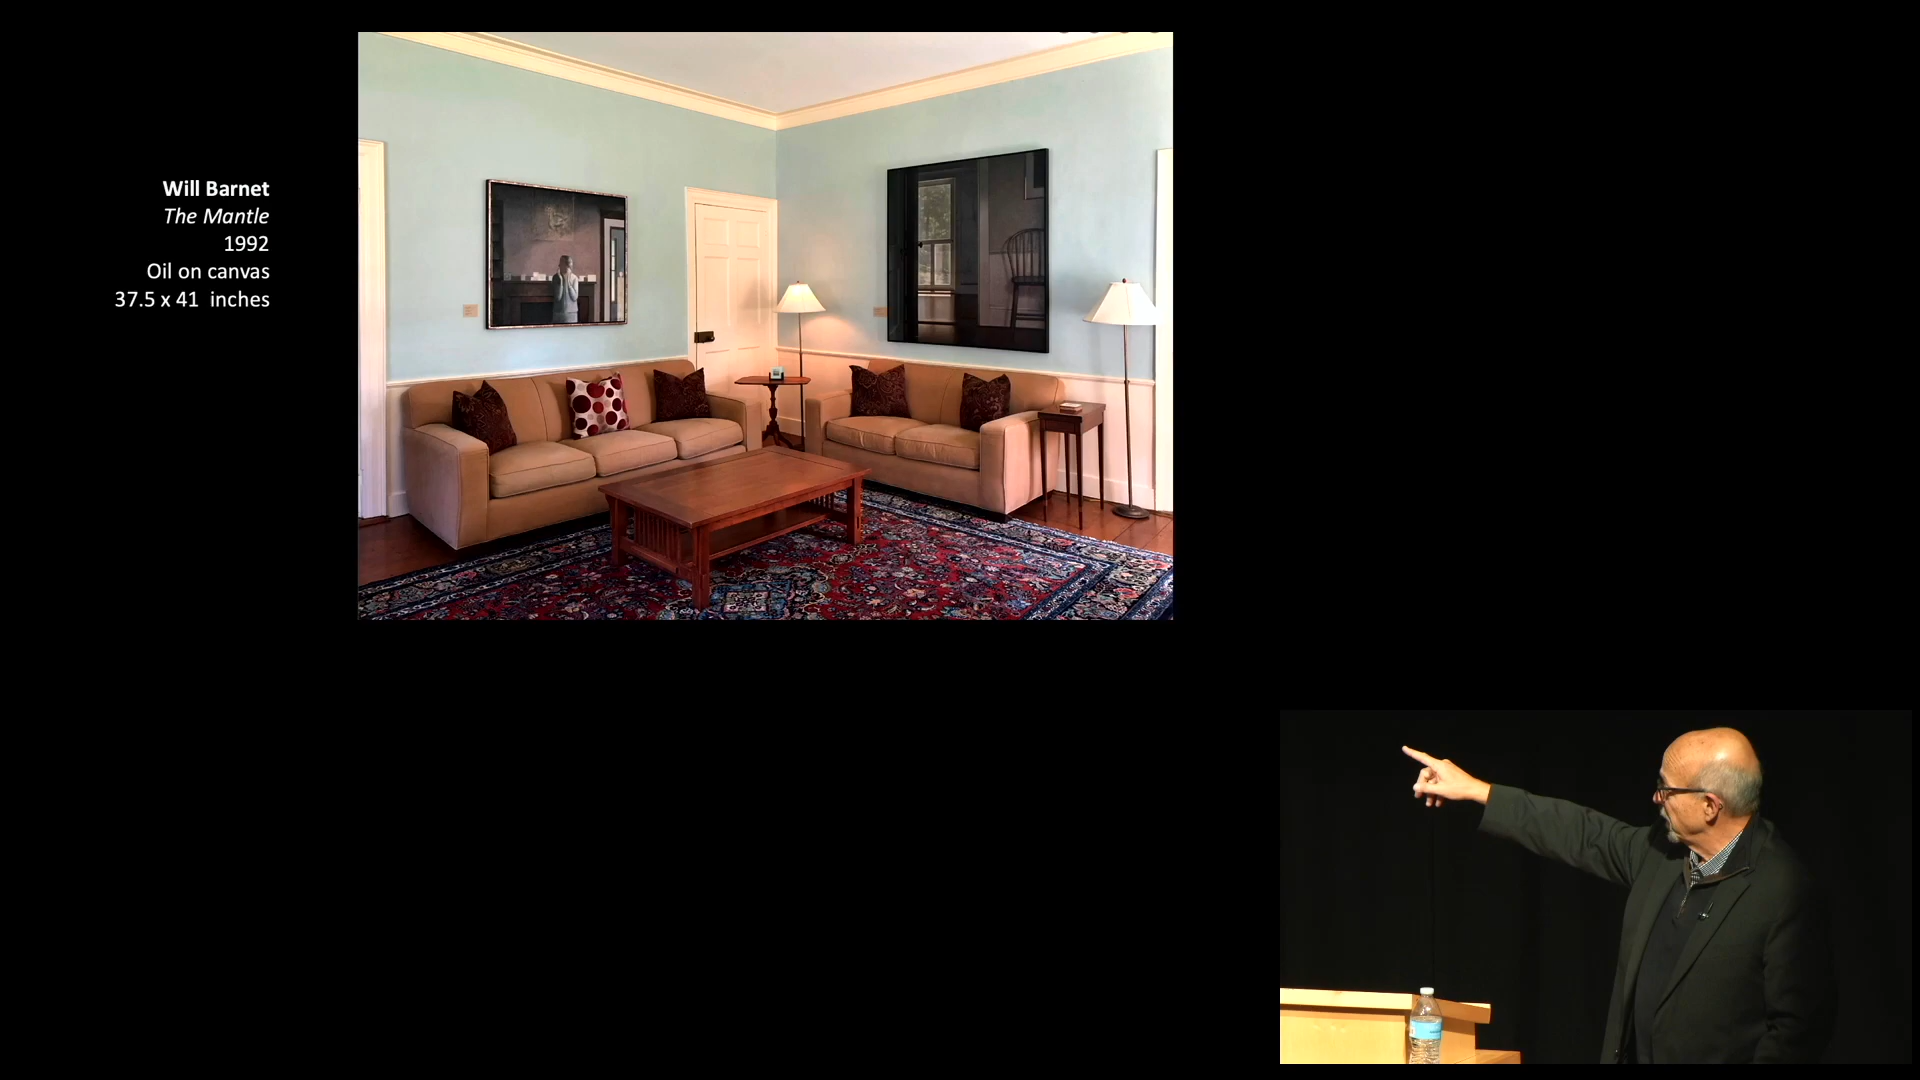 Will Barnet
The Mantle
1992
Oil on canvas
37.5 x 41 inches